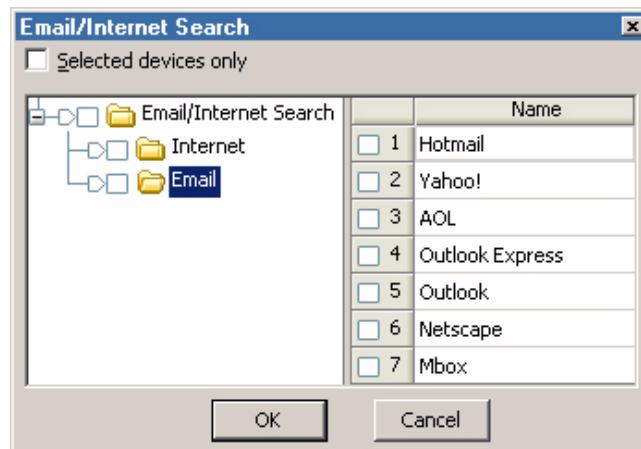 Email/Internet Search
Selected devices only
Email/Internet Search
Internet
Email
Name
1 Hotmail
2 Yahoo!
3 AOL
4 Outlook Express
5 Outlook
6 Netscape
7 Mbox
OK Cancel